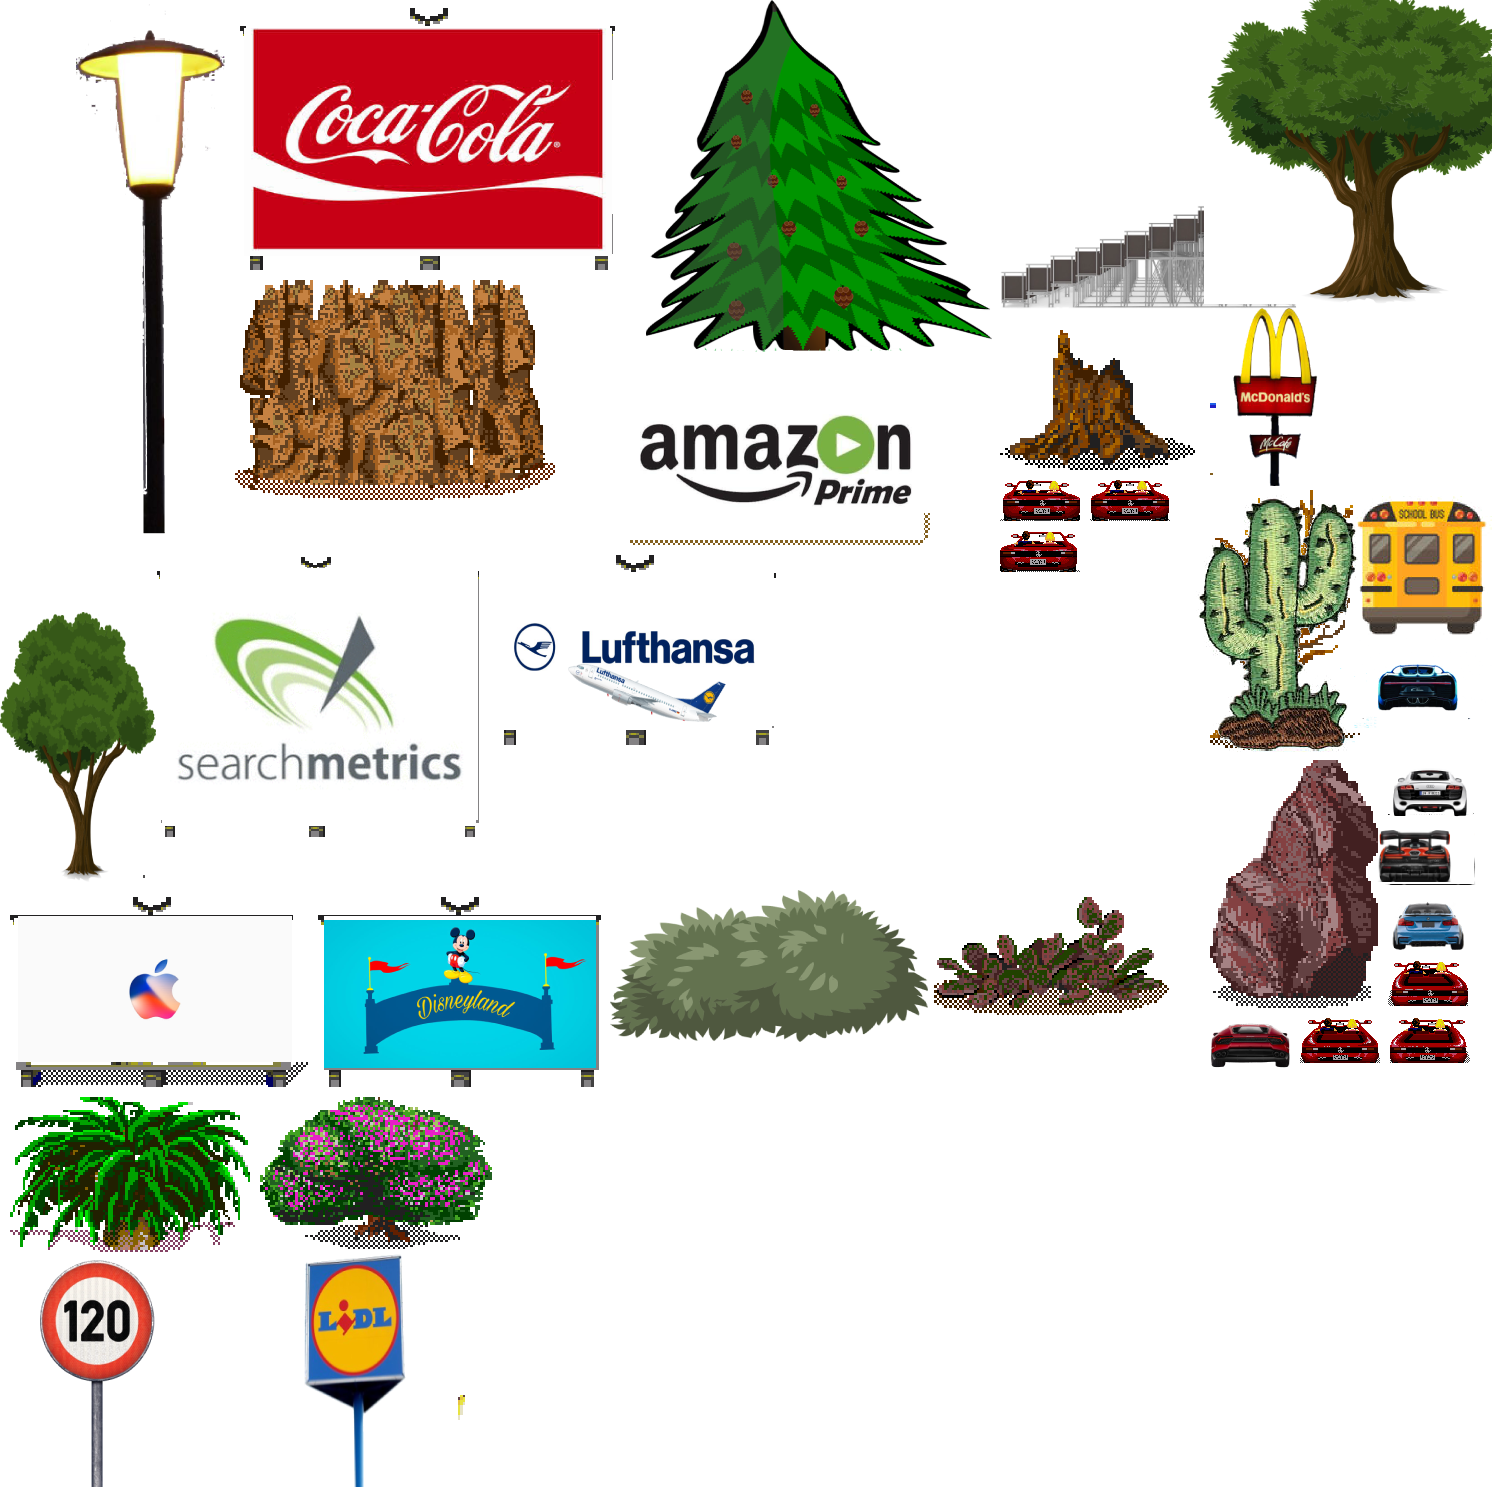 Coca-Cola
McDonald's
McCafé
amazon
Prime
SCHOOL BUS
Lufthansa
Lufthansa
searchmetrics
Disneyland
120
LiDL